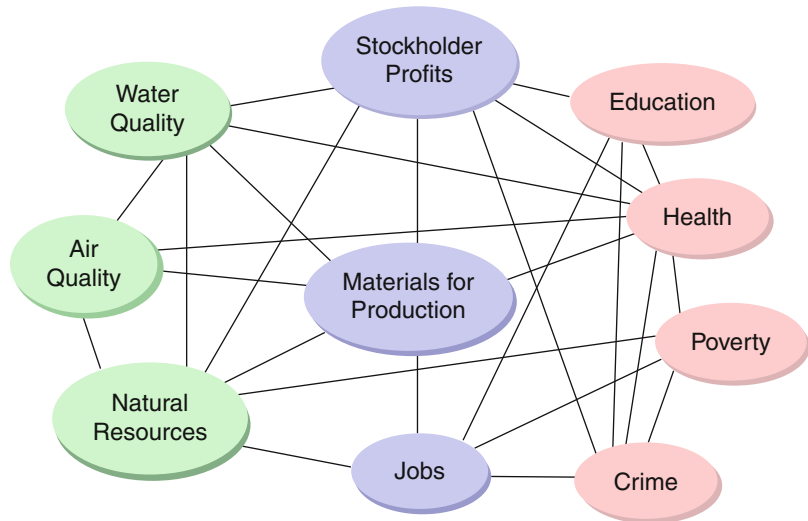 Stockholder
Profits
Water
Quality
Education
Health
Air
Quality
Materials for
Production
Poverty
Natural
Resources
Jobs
Crime